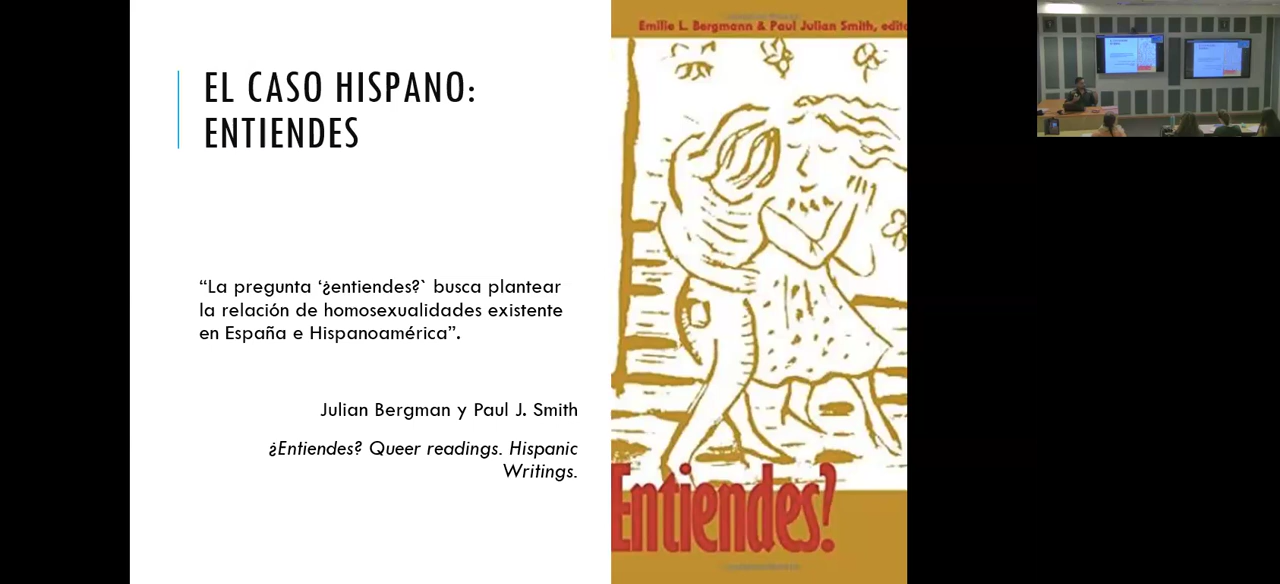 EL CASO HISPANO:
ENTIENDES
“La pregunta ‘¿entiendes?` busca plantear
la relación de homosexualidades existente
en España e Hispanoamérica”.
Julian Bergman y Paul J. Smith
¿Entiendes? Queer readings. Hispanic
Writings.
Emilie L. Bergmann & Paul Julian Smith, edito
Entiendes?